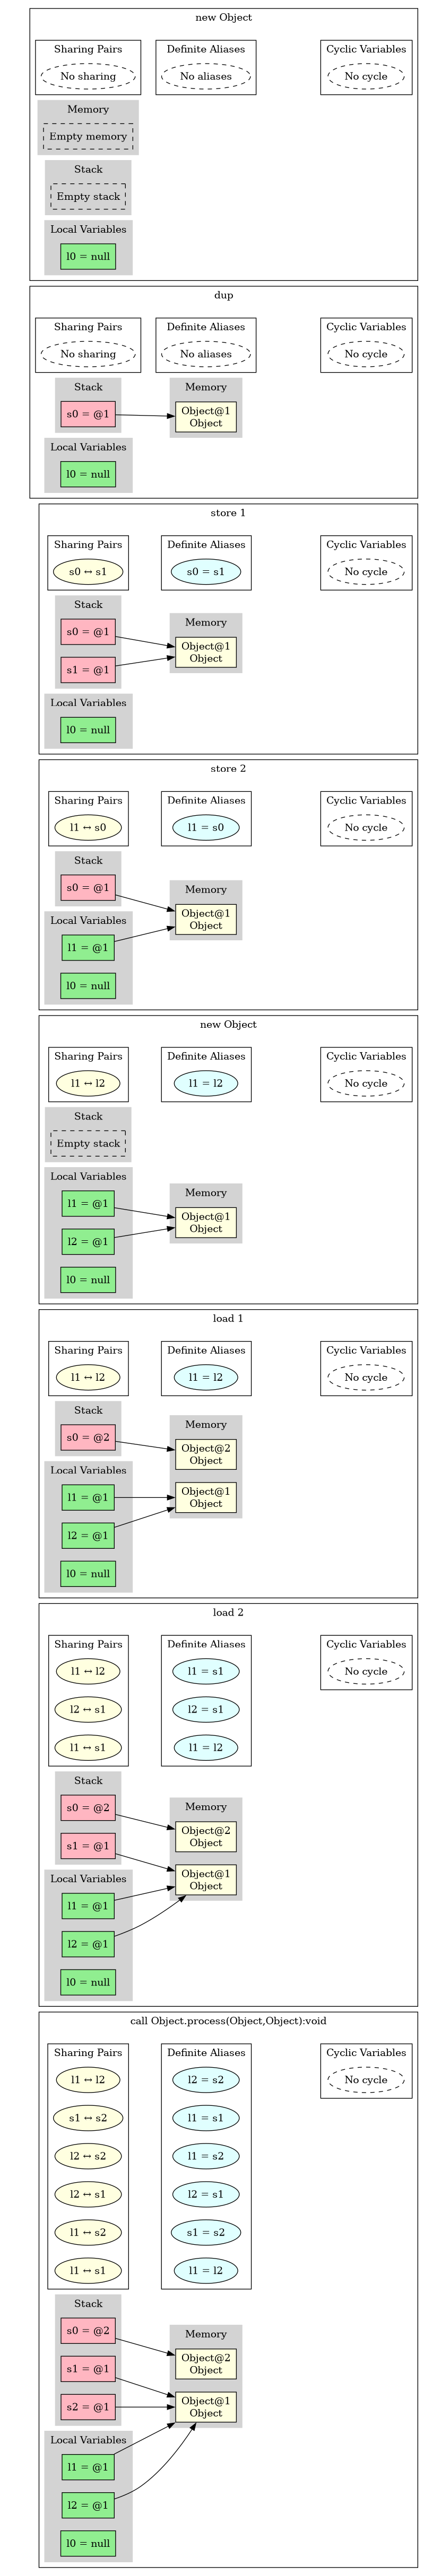 new Object
Sharing Pairs
No sharing
Definite Aliases
No aliases
Cyclic Variables
No cycle
Memory
Empty memory
Stack
Empty stack
Local Variables
l0 = null
dup
Sharing Pairs
No sharing
Definite Aliases
No aliases
Cyclic Variables
No cycle
Stack
s0 = @1
Memory
Object@1
Object
Local Variables
l0 = null
store 1
Sharing Pairs
s0 ↔ s1
Definite Aliases
s0 = s1
Cyclic Variables
No cycle
Stack
s0 = @1
s1 = @1
Memory
Object@1
Object
Local Variables
l0 = null
store 2
Sharing Pairs
l1 ↔ s0
Definite Aliases
l1 = s0
Cyclic Variables
No cycle
Stack
s0 = @1
Memory
Object@1
Object
Local Variables
l1 = @1
l0 = null
new Object
Sharing Pairs
l1 ↔ l2
Definite Aliases
l1 = l2
Cyclic Variables
No cycle
Stack
Empty stack
Local Variables
l1 = @1
l2 = @1
l0 = null
Memory
Object@1
Object
load 1
Sharing Pairs
l1 ↔ l2
Definite Aliases
l1 = l2
Cyclic Variables
No cycle
Stack
s0 = @2
Memory
Object@2
Object
Object@1
Object
Local Variables
l1 = @1
l2 = @1
l0 = null
load 2
Sharing Pairs
l1 ↔ l2
l2 ↔ s1
l1 ↔ s1
Definite Aliases
l1 = s1
l2 = s1
l1 = l2
Cyclic Variables
No cycle
Stack
s0 = @2
s1 = @1
Memory
Object@2
Object
Object@1
Object
Local Variables
l1 = @1
l2 = @1
l0 = null
call Object.process(Object,Object):void
Sharing Pairs
l1 ↔ l2
s1 ↔ s2
l2 ↔ s2
l2 ↔ s1
l1 ↔ s2
l1 ↔ s1
Definite Aliases
l2 = s2
l1 = s1
l1 = s2
l2 = s1
s1 = s2
l1 = l2
Cyclic Variables
No cycle
Stack
s0 = @2
s1 = @1
s2 = @1
Memory
Object@2
Object
Object@1
Object
Local Variables
l1 = @1
l2 = @1
l0 = null